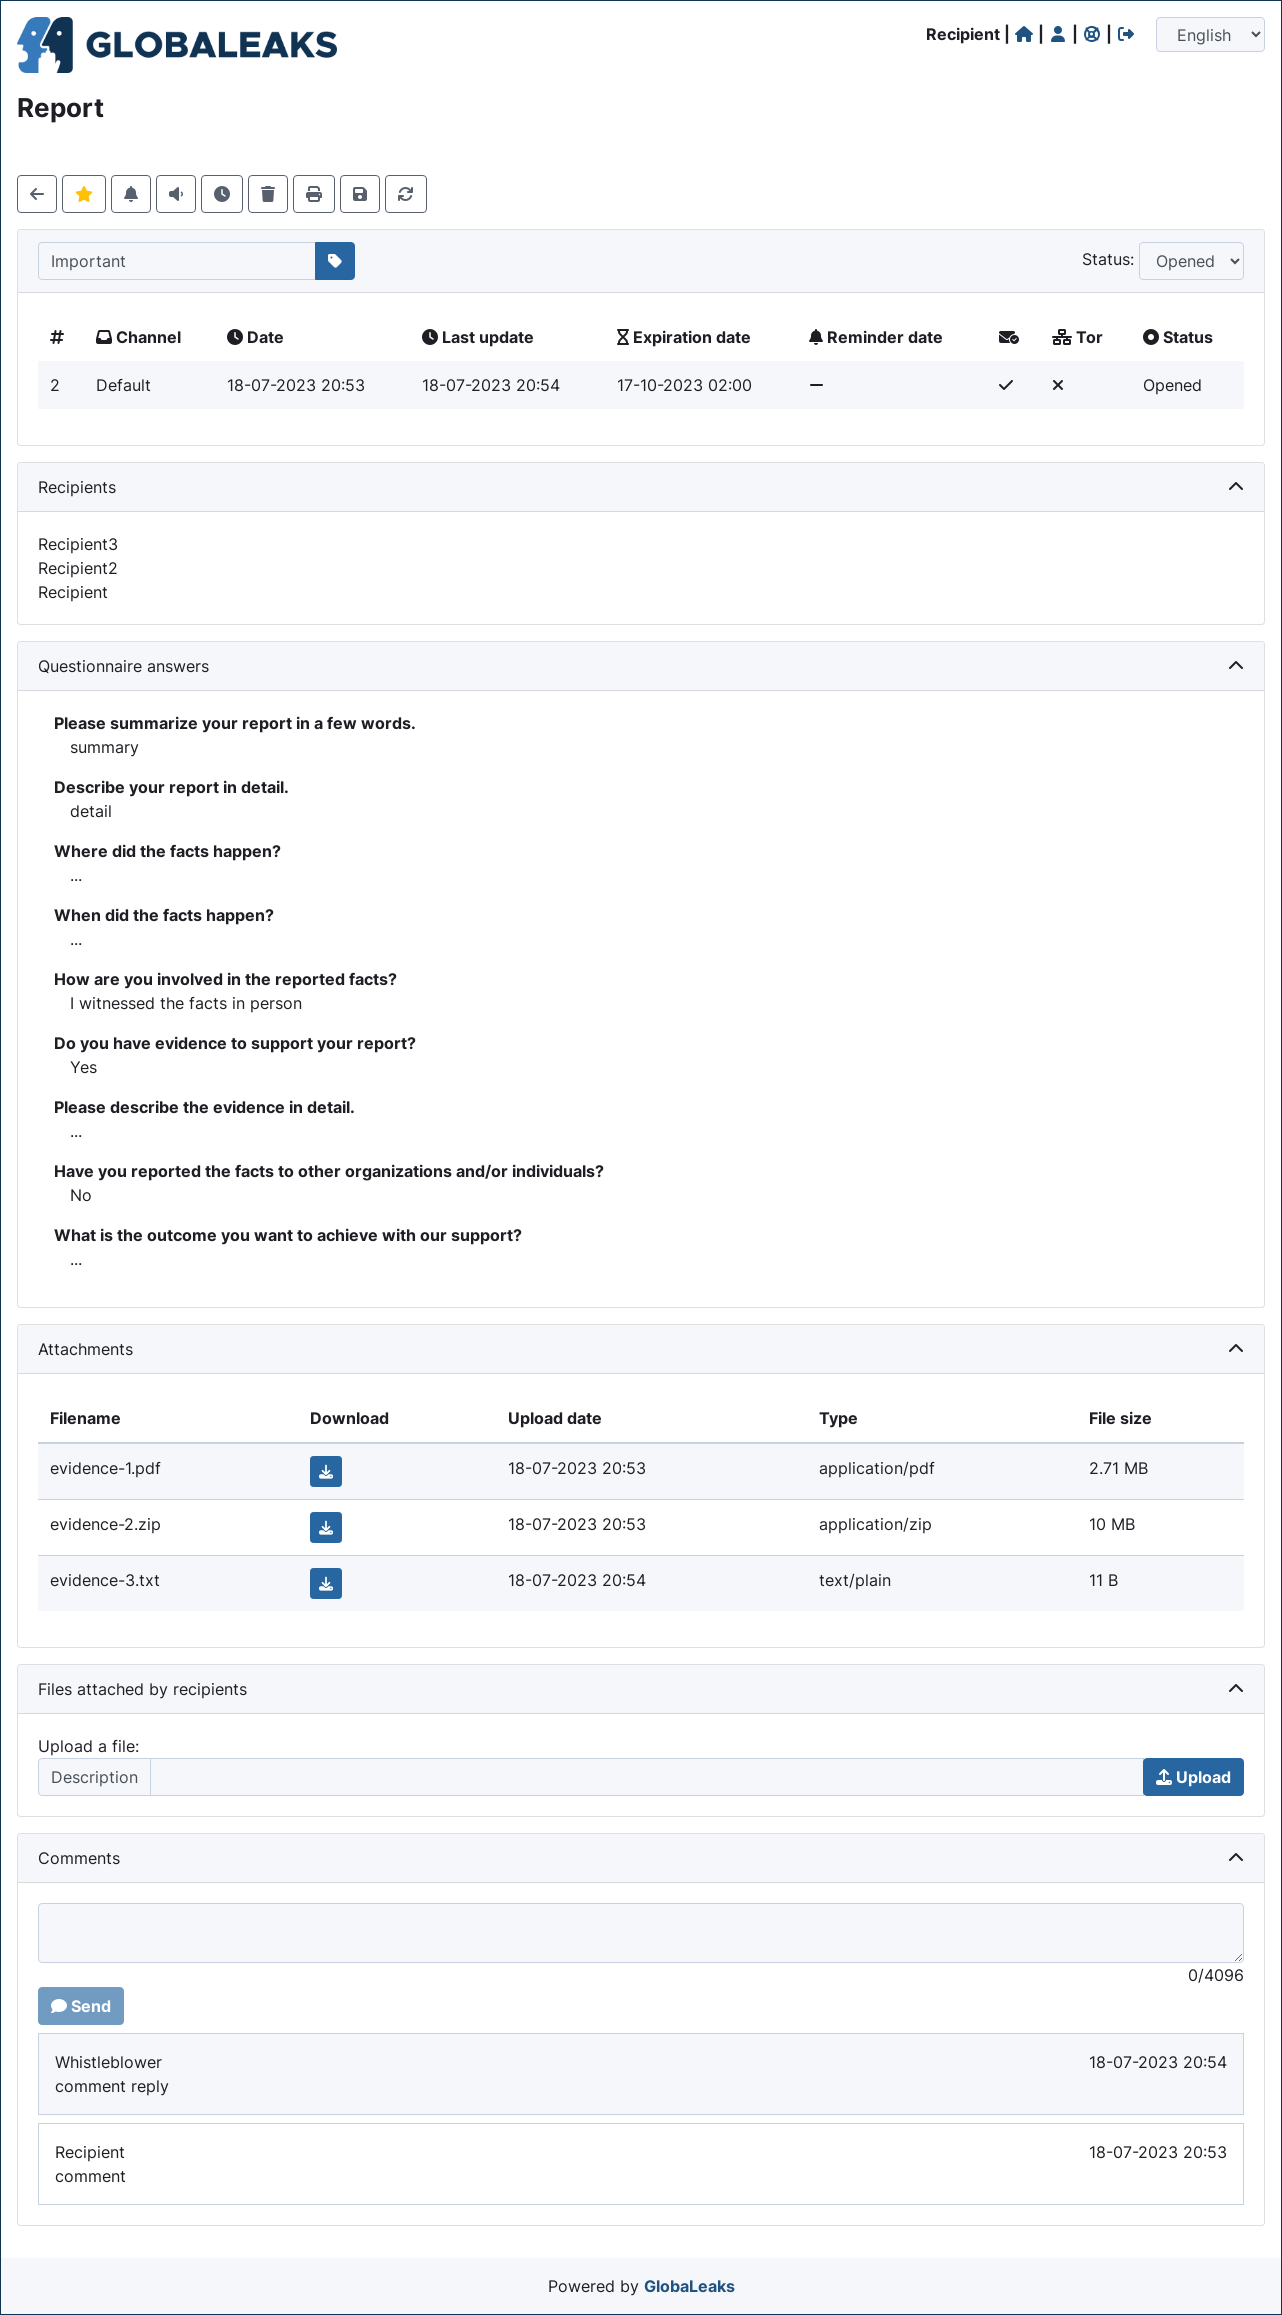 GLOBALEAKS
Recipient | | | |
English
Report
Important
Status: Opened
# Channel Date Last update Expiration date Reminder date Tor Status
2 Default 18-07-2023 20:53 18-07-2023 20:54 17-10-2023 02:00 Opened
Recipients
Recipient3
Recipient2
Recipient
Questionnaire answers
Please summarize your report in a few words.
summary
Describe your report in detail.
detail
Where did the facts happen?
...
When did the facts happen?
...
How are you involved in the reported facts?
I witnessed the facts in person
Do you have evidence to support your report?
Yes
Please describe the evidence in detail.
...
Have you reported the facts to other organizations and/or individuals?
No
What is the outcome you want to achieve with our support?
...
Attachments
Filename Download Upload date Type File size
evidence-1.pdf 18-07-2023 20:53 application/pdf 2.71 MB
evidence-2.zip 18-07-2023 20:53 application/zip 10 MB
evidence-3.txt 18-07-2023 20:54 text/plain 11 B
Files attached by recipients
Upload a file:
Description Upload
Comments
0/4096
Send
Whistleblower 18-07-2023 20:54
comment reply
Recipient 18-07-2023 20:53
comment
Powered by GlobaLeaks